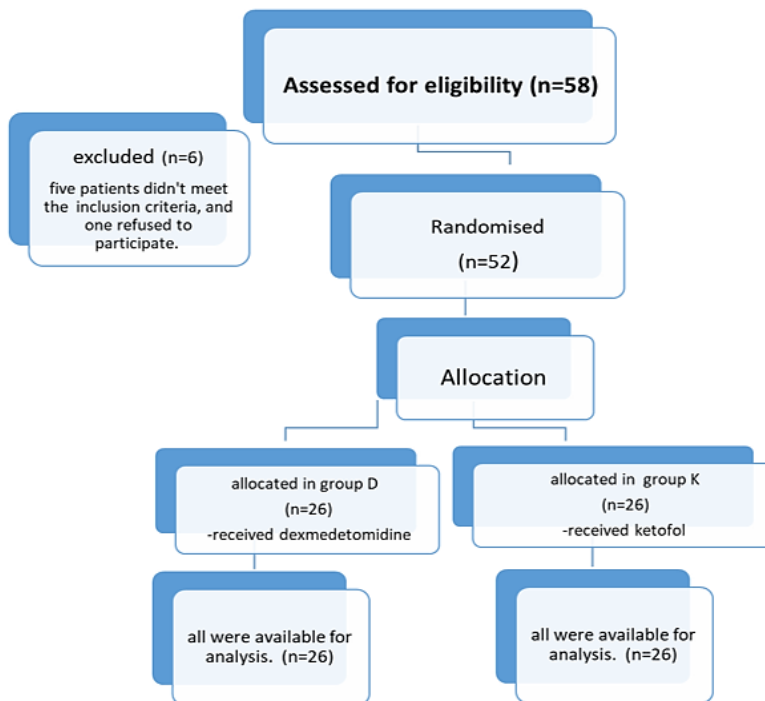 Assessed for eligibility (n=58)
excluded (n=6)
five patients didn't meet
the inclusion criteria, and
one refused to
participate.
Randomised
(n=52)
Allocation
allocated in group D
(n=26)
-received dexmedetomidine
allocated in group K
(n=26)
-received ketofol
all were available for
analysis. (n=26)
all were available for
analysis. (n=26)